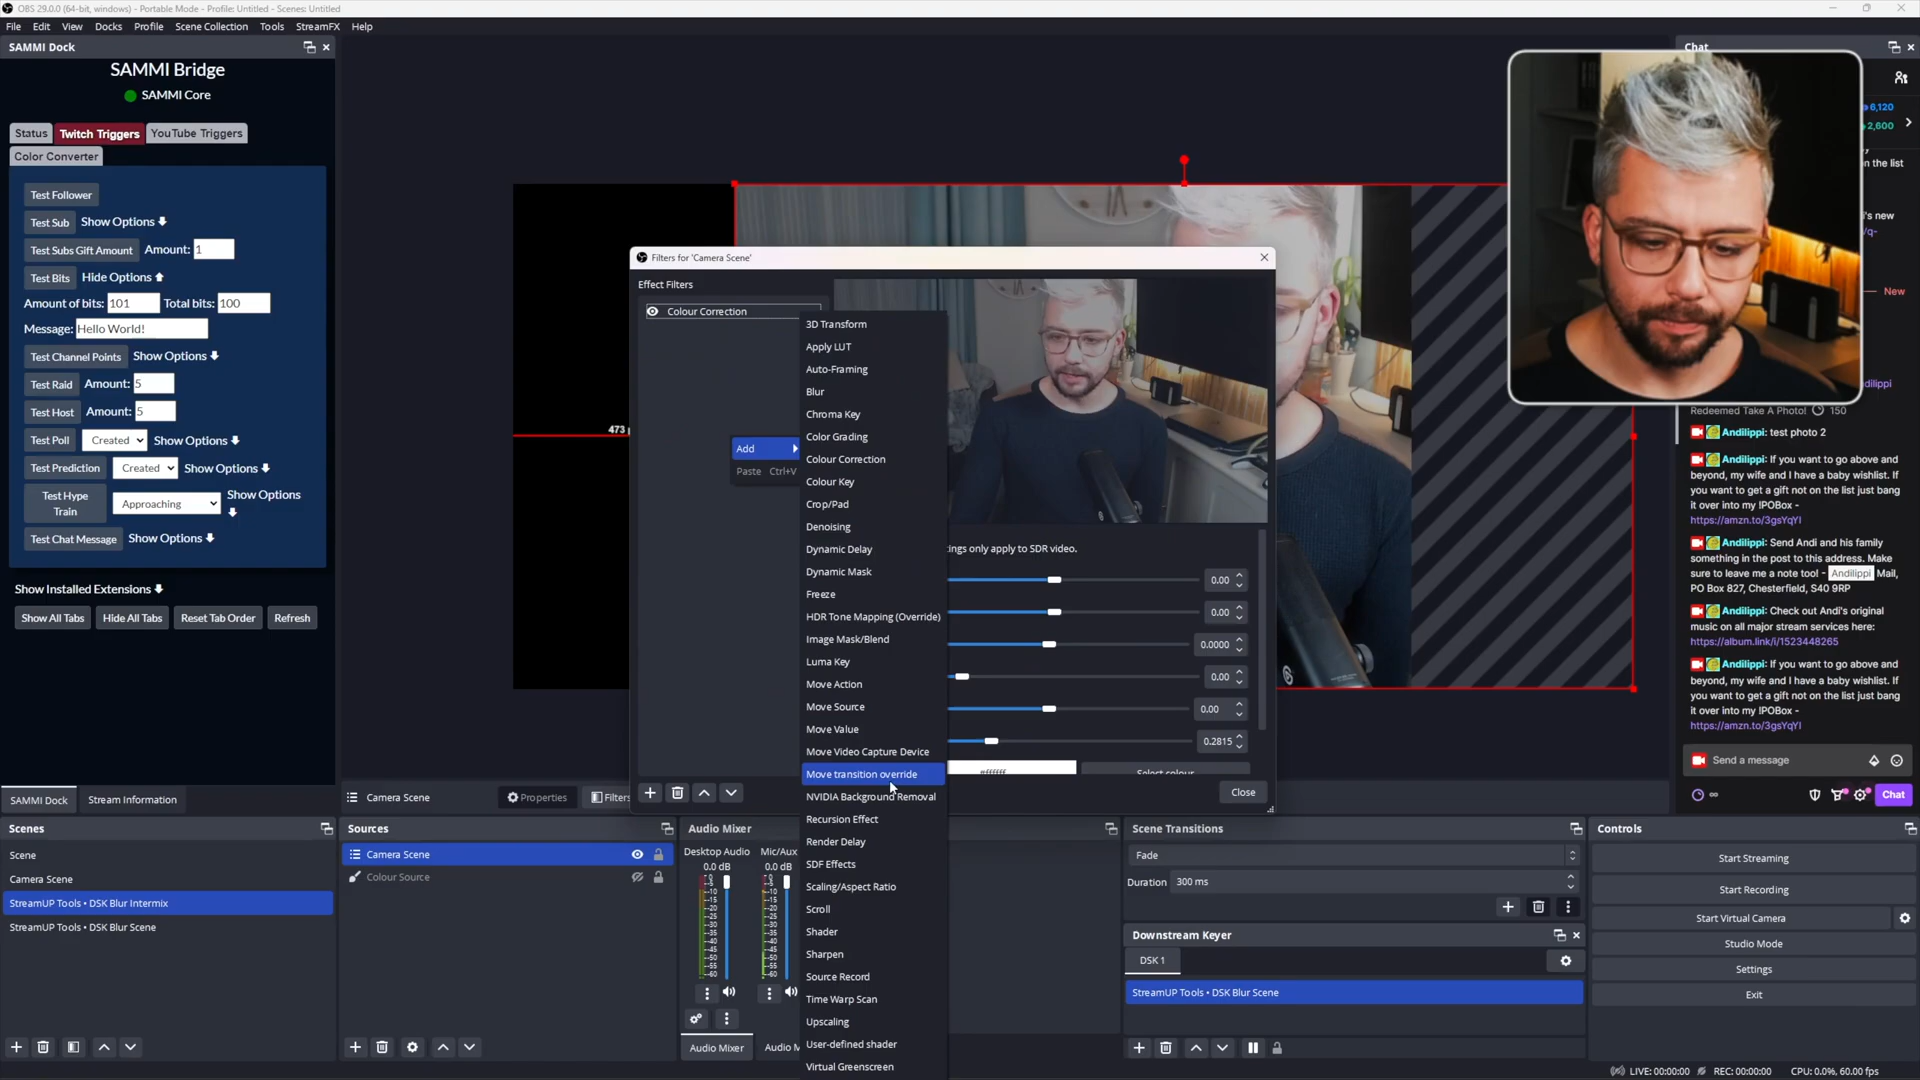 OBS 29.0.0 (64-bit, windows) - Portable Mode - Profile: Untitled - Scenes: Untitled
File Edit View Docks Profile Scene Collection Tools StreamFX Help
SAMMI Dock
SAMMI Bridge
SAMMI Core
Status Twitch Triggers YouTube Triggers
Color Converter
Test Follower
Test Sub Show Options
Test Subs Gift Amount Amount: 1
Test Bits Hide Options
Amount of bits: 101 Total bits: 100
Message: Hello World!
Test Channel Points Show Options
Test Raid Amount: 5
Test Host Amount: 5
Test Poll Created Show Options
Test Prediction Created Show Options
Test Hype Train Approaching Show Options
Test Chat Message Show Options
Show Installed Extensions
Show All Tabs Hide All Tabs Reset Tab Order Refresh
SAMMI Dock Stream Information
473
Filters for 'Camera Scene'
Effect Filters
Colour Correction
Add
Paste Ctrl+V
3D Transform
Apply LUT
Auto-Framing
Blur
Chroma Key
Color Grading
Colour Correction
Colour Key
Crop/Pad
Denoising
Dynamic Delay
Dynamic Mask
Freeze
HDR Tone Mapping (Override)
Image Mask/Blend
Luma Key
Move Action
Move Source
Move Value
Move Video Capture Device
Move transition override
NVIDIA Background Removal
Recursion Effect
Render Delay
SDF Effects
Scaling/Aspect Ratio
Scroll
Shader
Sharpen
Source Record
Time Warp Scan
Upscaling
User-defined shader
Virtual Greenscreen
ings only apply to SDR video.
0.00
0.00
0.0000
0.00
0.00
0.2815
#ffffff Select colour
Close
Camera Scene Properties Filters
Scenes
Scene
Camera Scene
StreamUP Tools • DSK Blur Intermix
StreamUP Tools • DSK Blur Scene
Sources
Camera Scene
Colour Source
Audio Mixer
Desktop Audio Mic/Aux
0.0 dB 0.0 dB
Audio Mixer Audio M
Scene Transitions
Fade
Duration 300 ms
Downstream Keyer
DSK 1
StreamUP Tools • DSK Blur Scene
Controls
Start Streaming
Start Recording
Start Virtual Camera
Studio Mode
Settings
Exit
LIVE: 00:00:00 REC: 00:00:00 CPU: 0.0%, 60.00 fps
Chat
6,120
2,600
n the list
's new
/q-
New
dilippi
Redeemed Take A Photo! 150
Andilippi: test photo 2
Andilippi: If you want to go above and
beyond, my wife and I have a baby wishlist. If
you want to get a gift not on the list just bang
it over into my !POBox -
https://amzn.to/3gsYqYl
Andilippi: Send Andi and his family
something in the post to this address. Make
sure to leave me a note too! - Andilippi Mail,
PO Box 827, Chesterfield, S40 9RP
Andilippi: Check out Andi's original
music on all major stream services here:
https://album.link/i/1523448265
Andilippi: If you want to go above and
beyond, my wife and I have a baby wishlist. If
you want to get a gift not on the list just bang
it over into my !POBox -
https://amzn.to/3gsYqYl
Send a message
Chat